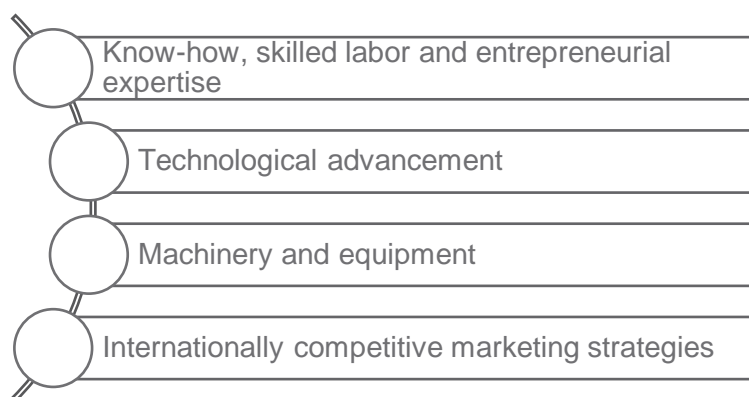 Know-how, skilled labor and entrepreneurial
expertise
Technological advancement
Machinery and equipment
Internationally competitive marketing strategies